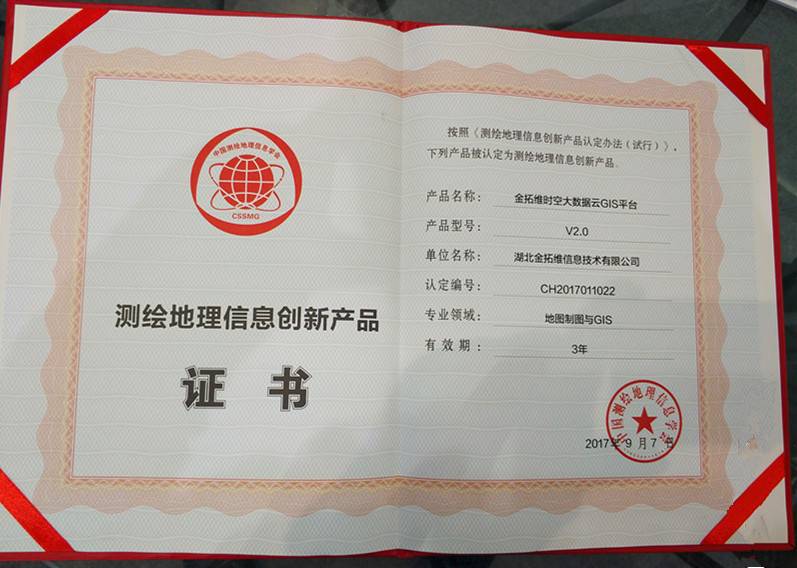 中国测绘地理信息学会
CSSMG
测绘地理信息创新产品
证书
按照《测绘地理信息创新产品认定办法（试行）》，
下列产品被认定为测绘地理信息创新产品。
产品名称：金拓维时空大数据云GIS平台
产品型号：V2.0
单位名称：湖北金拓维信息技术有限公司
认定编号：CH2017011022
专业领域：地图制图与GIS
有效期：3年
中国测绘地理信息学会
2017年9月7日